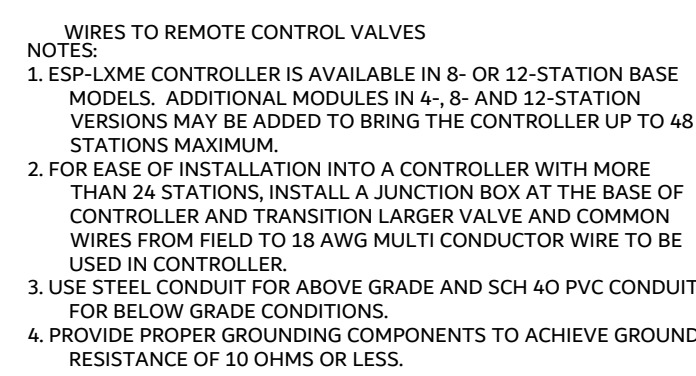 WIRES TO REMOTE CONTROL VALVES
NOTES:
1. ESP-LXME CONTROLLER IS AVAILABLE IN 8- OR 12-STATION BASE
MODELS. ADDITIONAL MODULES IN 4-, 8- AND 12-STATION
VERSIONS MAY BE ADDED TO BRING THE CONTROLLER UP TO 48
STATIONS MAXIMUM.
2. FOR EASE OF INSTALLATION INTO A CONTROLLER WITH MORE
THAN 24 STATIONS, INSTALL A JUNCTION BOX AT THE BASE OF
CONTROLLER AND TRANSITION LARGER VALVE AND COMMON
WIRES FROM FIELD TO 18 AWG MULTI CONDUCTOR WIRE TO BE
USED IN CONTROLLER.
3. USE STEEL CONDUIT FOR ABOVE GRADE AND SCH 4O PVC CONDUIT
FOR BELOW GRADE CONDITIONS.
4. PROVIDE PROPER GROUNDING COMPONENTS TO ACHIEVE GROUND
RESISTANCE OF 10 OHMS OR LESS.